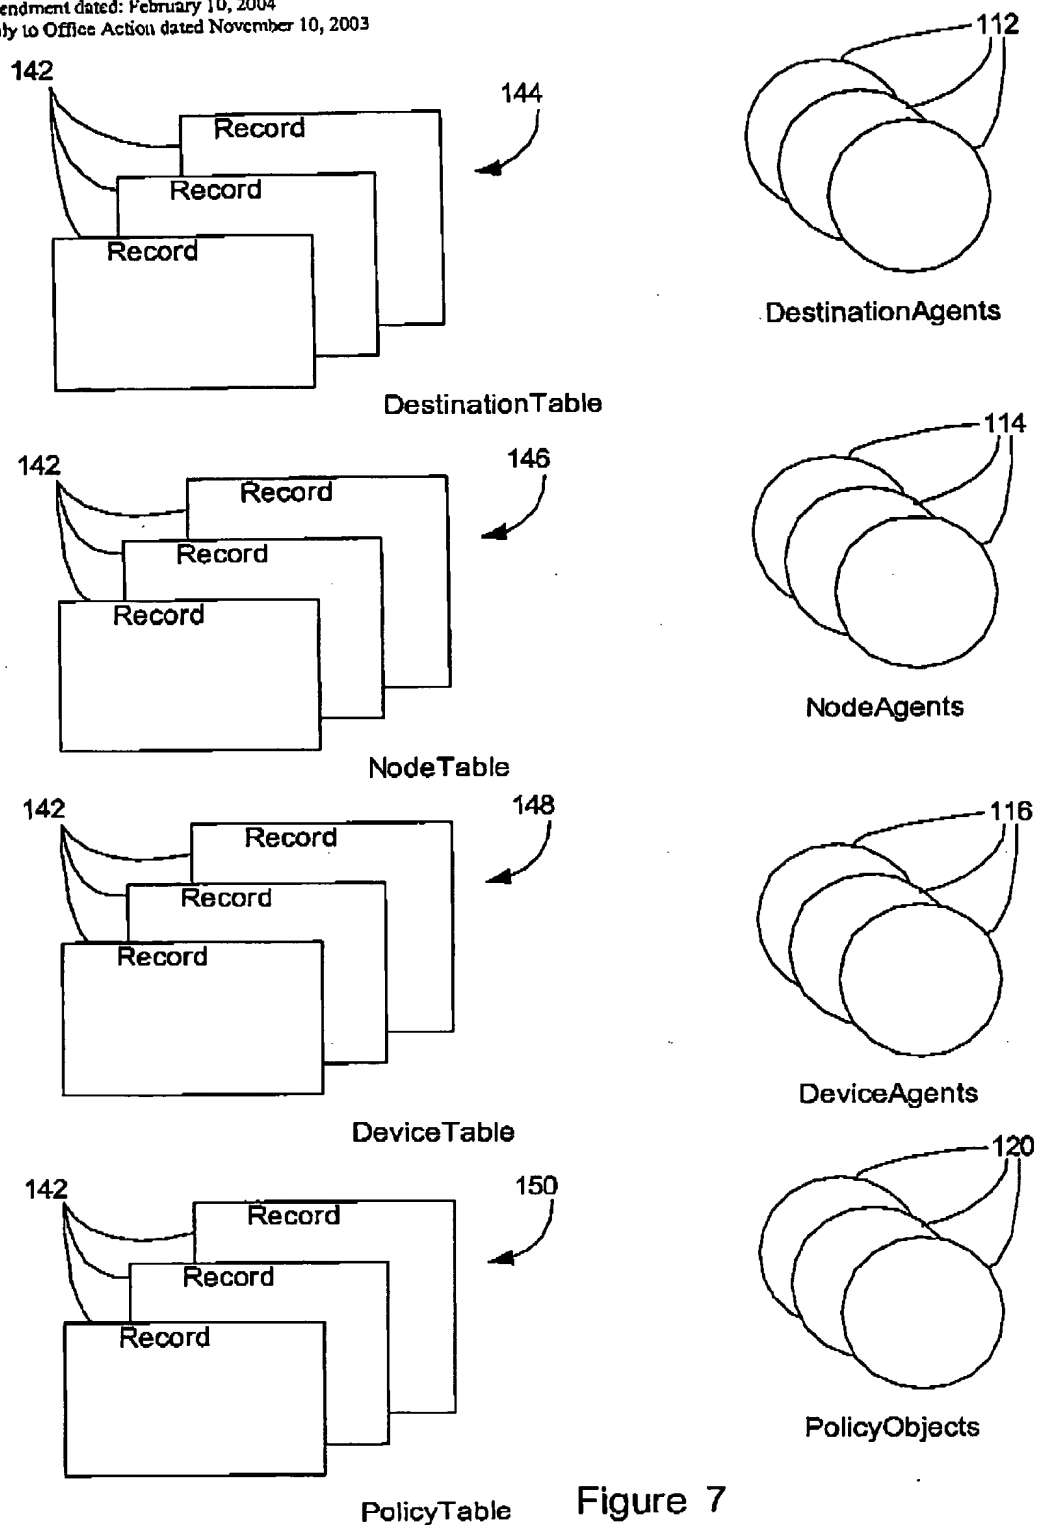 endment dated: February 10, 2004
ly to Office Action dated November 10, 2003
112
142
144
Record
Record
Record
DestinationAgents
DestinationTable
114
142
146
Record
Record
Record
NodeAgents
NodeTable
142
148
116
Record
Record
Record
DeviceAgents
DeviceTable
120
142
150
Record
Record
Record
PolicyObjects
PolicyTable
Figure 7